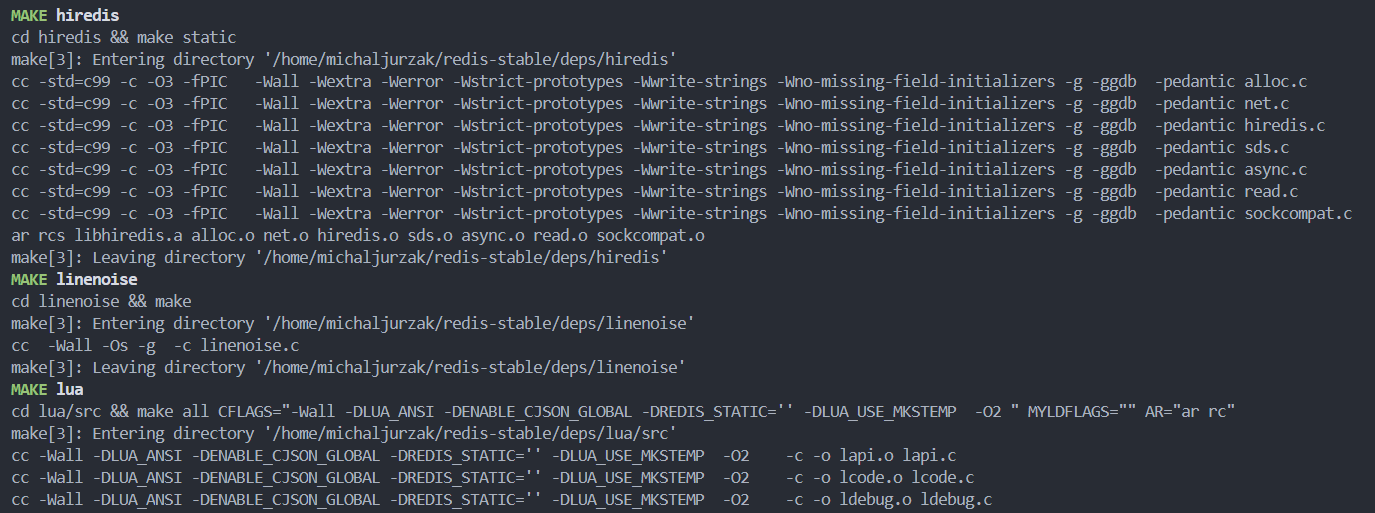 MAKE hiredis
cd hiredis && make static
make[3]: Entering directory '/home/michaljurzak/redis-stable/deps/hiredis'
cc -std=c99 -c -O3 -fPIC   -Wall -Wextra -Werror -Wstrict-prototypes -Wwrite-strings -Wno-missing-field-initializers -g -ggdb  -pedantic alloc.c
cc -std=c99 -c -O3 -fPIC   -Wall -Wextra -Werror -Wstrict-prototypes -Wwrite-strings -Wno-missing-field-initializers -g -ggdb  -pedantic net.c
cc -std=c99 -c -O3 -fPIC   -Wall -Wextra -Werror -Wstrict-prototypes -Wwrite-strings -Wno-missing-field-initializers -g -ggdb  -pedantic hiredis.c
cc -std=c99 -c -O3 -fPIC   -Wall -Wextra -Werror -Wstrict-prototypes -Wwrite-strings -Wno-missing-field-initializers -g -ggdb  -pedantic sds.c
cc -std=c99 -c -O3 -fPIC   -Wall -Wextra -Werror -Wstrict-prototypes -Wwrite-strings -Wno-missing-field-initializers -g -ggdb  -pedantic async.c
cc -std=c99 -c -O3 -fPIC   -Wall -Wextra -Werror -Wstrict-prototypes -Wwrite-strings -Wno-missing-field-initializers -g -ggdb  -pedantic read.c
cc -std=c99 -c -O3 -fPIC   -Wall -Wextra -Werror -Wstrict-prototypes -Wwrite-strings -Wno-missing-field-initializers -g -ggdb  -pedantic sockcompat.c
ar rcs libhiredis.a alloc.o net.o hiredis.o sds.o async.o read.o sockcompat.o
make[3]: Leaving directory '/home/michaljurzak/redis-stable/deps/hiredis'
MAKE linenoise
cd linenoise && make
make[3]: Entering directory '/home/michaljurzak/redis-stable/deps/linenoise'
cc  -Wall -Os -g  -c linenoise.c
make[3]: Leaving directory '/home/michaljurzak/redis-stable/deps/linenoise'
MAKE lua
cd lua/src && make all CFLAGS="-Wall -DLUA_ANSI -DENABLE_CJSON_GLOBAL -DREDIS_STATIC='' -DLUA_USE_MKSTEMP  -O2 " MYLDFLAGS="" AR="ar rc"
make[3]: Entering directory '/home/michaljurzak/redis-stable/deps/lua/src'
cc -Wall -DLUA_ANSI -DENABLE_CJSON_GLOBAL -DREDIS_STATIC='' -DLUA_USE_MKSTEMP  -O2    -c -o lapi.o lapi.c
cc -Wall -DLUA_ANSI -DENABLE_CJSON_GLOBAL -DREDIS_STATIC='' -DLUA_USE_MKSTEMP  -O2    -c -o lcode.o lcode.c
cc -Wall -DLUA_ANSI -DENABLE_CJSON_GLOBAL -DREDIS_STATIC='' -DLUA_USE_MKSTEMP  -O2    -c -o ldebug.o ldebug.c